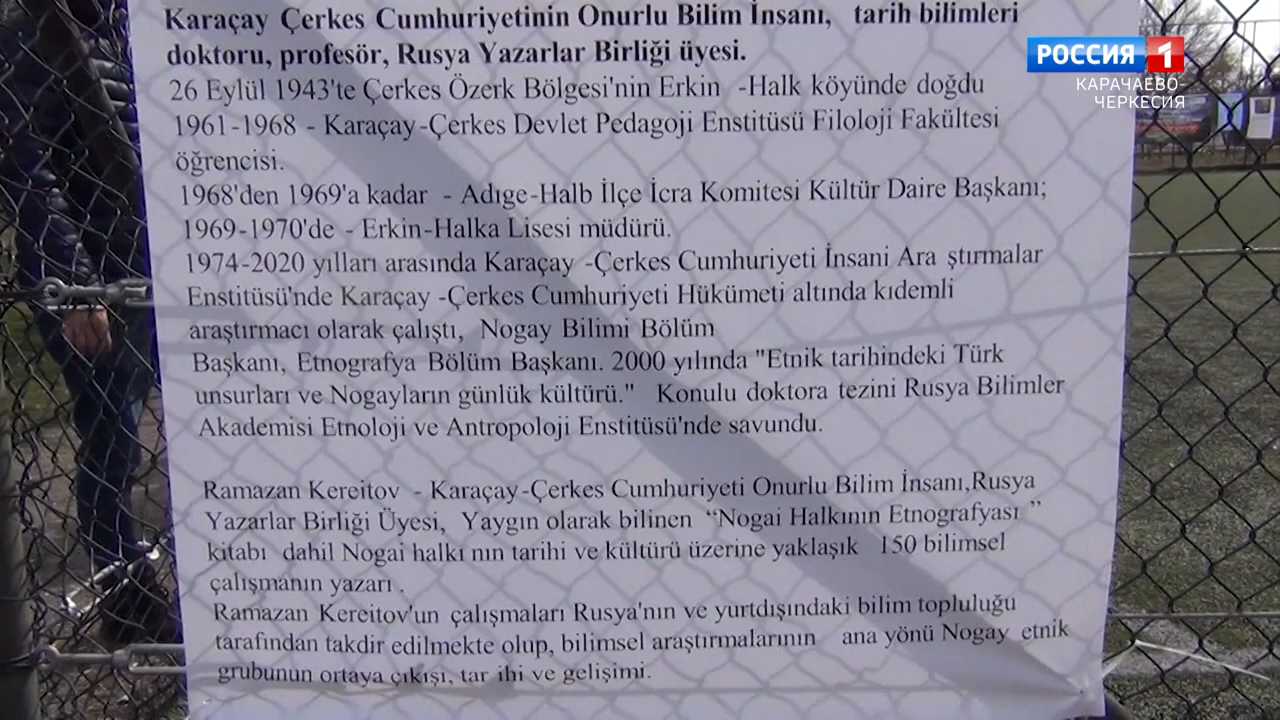 Karaçay Çerkes Cumhuriyetinin Onurlu Bilim İnsanı, tarih bilimleri
doktoru, profesör, Rusya Yazarlar Birliği üyesi.
26 Eylül 1943'te Çerkes Özerk Bölgesi'nin Erkin -Halk köyünde doğdu
1961-1968 - Karaçay-Çerkes Devlet Pedagoji Enstitüsü Filoloji Fakültesi
öğrencisi.
1968'den 1969'a kadar - Adıge-Halb İlçe İcra Komitesi Kültür Daire Başkanı;
1969-1970'de - Erkin-Halka Lisesi müdürü.
1974-2020 yılları arasında Karaçay -Çerkes Cumhuriyeti İnsani Ara ştırmalar
Enstitüsü'nde Karaçay -Çerkes Cumhuriyeti Hükümeti altında kıdemli
araştırmacı olarak çalıştı, Nogay Bilimi Bölüm
Başkanı, Etnografya Bölüm Başkanı. 2000 yılında "Etnik tarihindeki Türk
unsurları ve Nogayların günlük kültürü." Konulu doktora tezini Rusya Bilimler
Akademisi Etnoloji ve Antropoloji Enstitüsü'nde savundu.
Ramazan Kereitov - Karaçay-Çerkes Cumhuriyeti Onurlu Bilim İnsanı,Rusya
Yazarlar Birliği Üyesi, Yaygın olarak bilinen “Nogai Halkının Etnografyası ”
kitabı dahil Nogai halkı nın tarihi ve kültürü üzerine yaklaşık 150 bilimsel
çalışmanın yazarı .
Ramazan Kereitov'un çalışmaları Rusya'nın ve yurtdışındaki bilim topluluğu
tarafından takdir edilmekte olup, bilimsel araştırmalarının ana yönü Nogay etnik
grubunun ortaya çıkışı, tar ihi ve gelişimi.
РОССИЯ 1
КАРАЧАЕВО-
ЧЕРКЕСИЯ